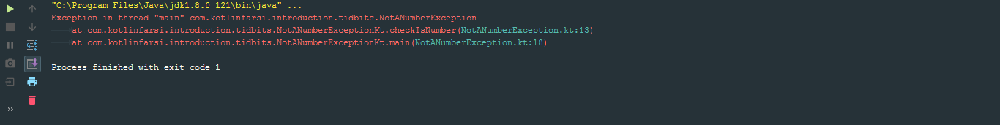 "C:\Program Files\Java\jdk1.8.0_121\bin\java" ...
Exception in thread "main" com.kotlinfarsi.introduction.tidbits.NotANumberException
at com.kotlinfarsi.introduction.tidbits.NotANumberExceptionKt.checkIsNumber(NotANumberException.kt:13)
at com.kotlinfarsi.introduction.tidbits.NotANumberExceptionKt.main(NotANumberException.kt:18)
Process finished with exit code 1